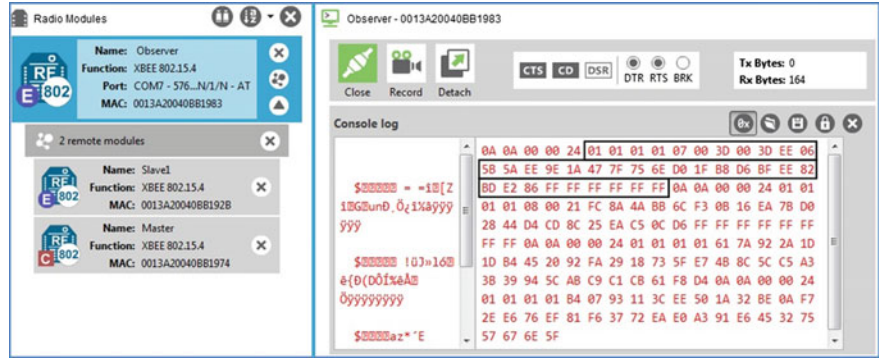 Radio Modules
Name: Observer
Function: XBEE 802.15.4
Port: COM7 - 576...N/1/N - AT
MAC: 0013A20040BB1983
2 remote modules
Name: Slave1
Function: XBEE 802.15.4
MAC: 0013A20040BB192B
Name: Master
Function: XBEE 802.15.4
MAC: 0013A20040BB1974
Observer - 0013A20040BB1983
Close
Record
Detach
CTS CD DSR
DTR RTS BRK
Tx Bytes: 0
Rx Bytes: 164
Console log
0A 0A 00 00 24 01 01 01 01 07 00 3D 00 3D EE 06
5B 5A EE 9E 1A 47 7F 75 6E D0 1F B8 D6 BF EE 82
BD E2 86 FF FF FF FF FF FF 0A 0A 00 00 24 01 01
01 01 08 00 21 FC 8A 4A BB 6C F3 0B 16 EA 7B D0
28 44 D4 CD 8C 25 EA C5 0C D6 FF FF FF FF FF FF
FF FF 0A 0A 00 00 24 01 01 01 01 61 7A 92 2A 1D
1D B4 45 20 92 FA 29 18 73 5F E7 4B 8C 5C C5 A3
3B 39 94 5C AB C9 C1 CB 61 F8 D4 0A 0A 00 00 24
01 01 01 01 B4 07 93 11 3C EE 50 1A 32 BE 0A F7
2E E6 76 EF 81 F6 37 72 EA E0 A3 91 E6 45 32 75
57 67 6E 5F